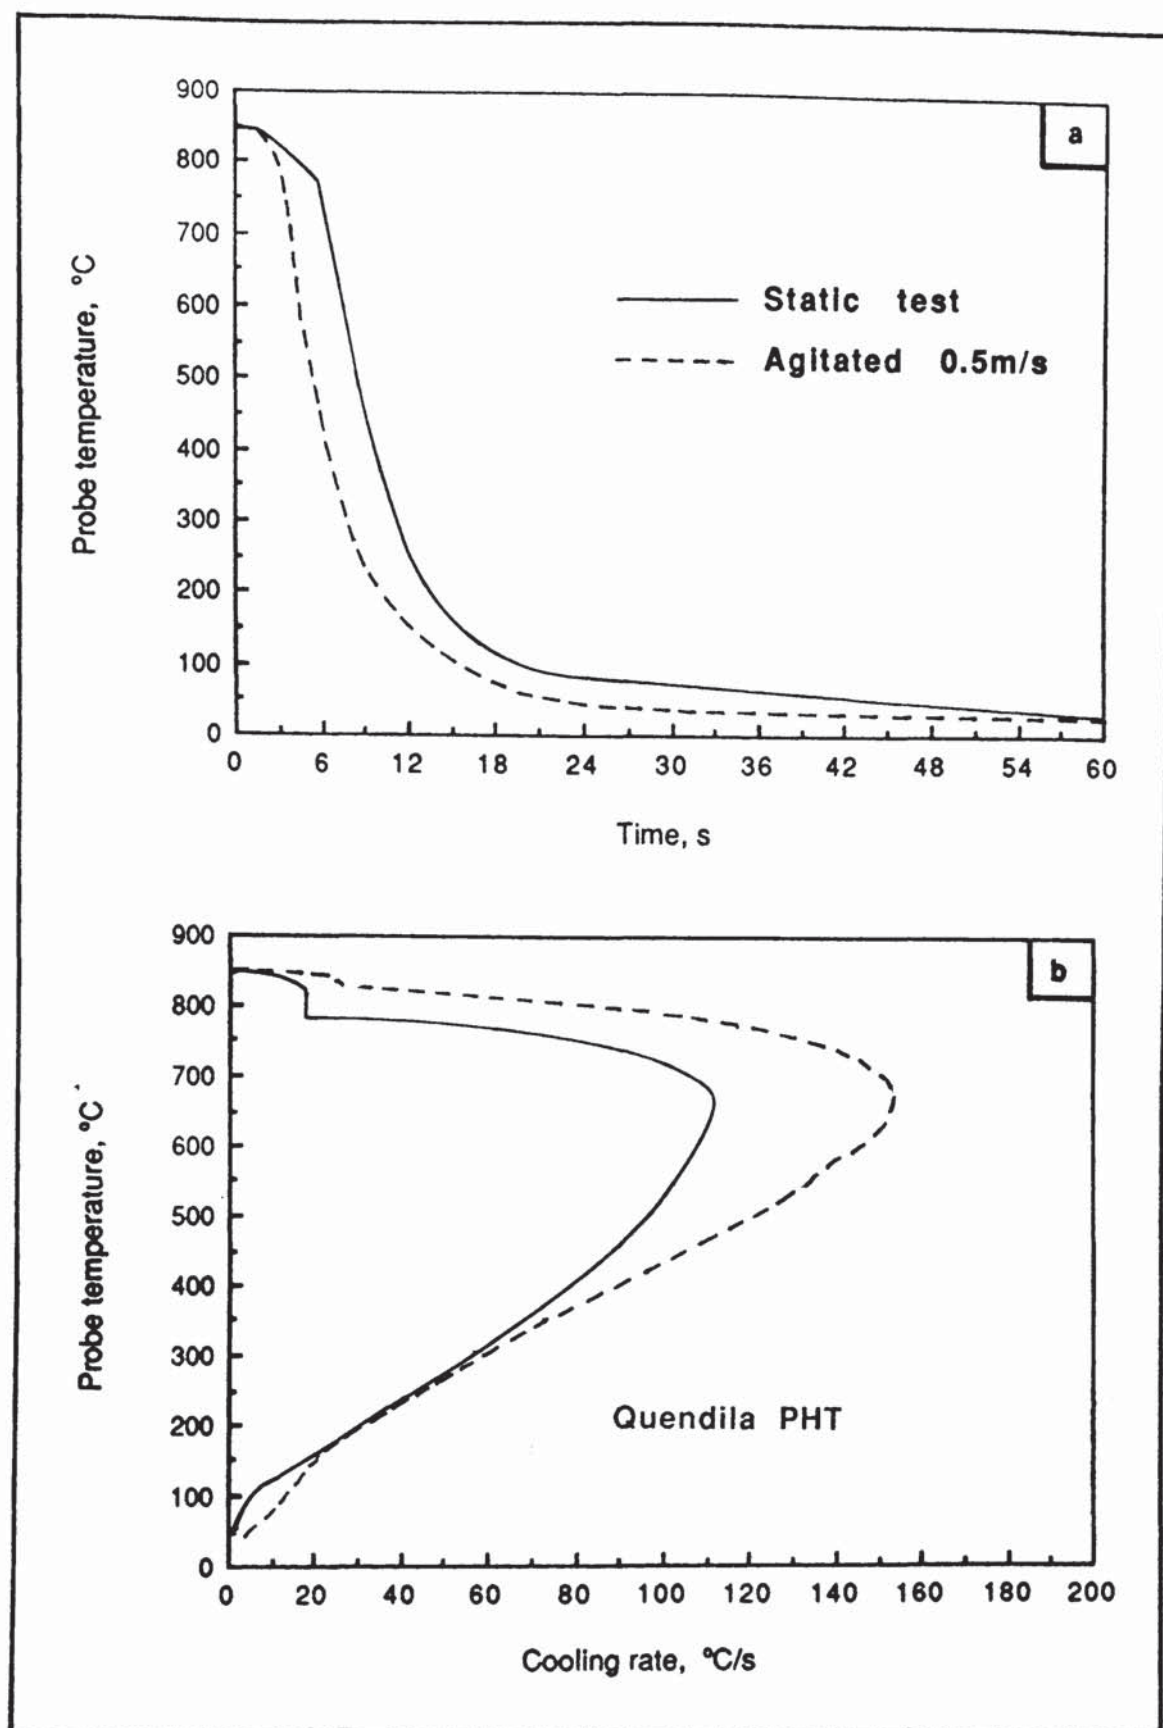 900
a
800
700
600
500
400
300
200
100
0
Probe temperature, °C
Static test
Agitated 0.5m/s
0 6 12 18 24 30 36 42 48 54 60
Time, s
900
b
800
700
600
500
400
300
200
100
0
Probe temperature, °C
Quendila PHT
0 20 40 60 80 100 120 140 160 180 200
Cooling rate, °C/s